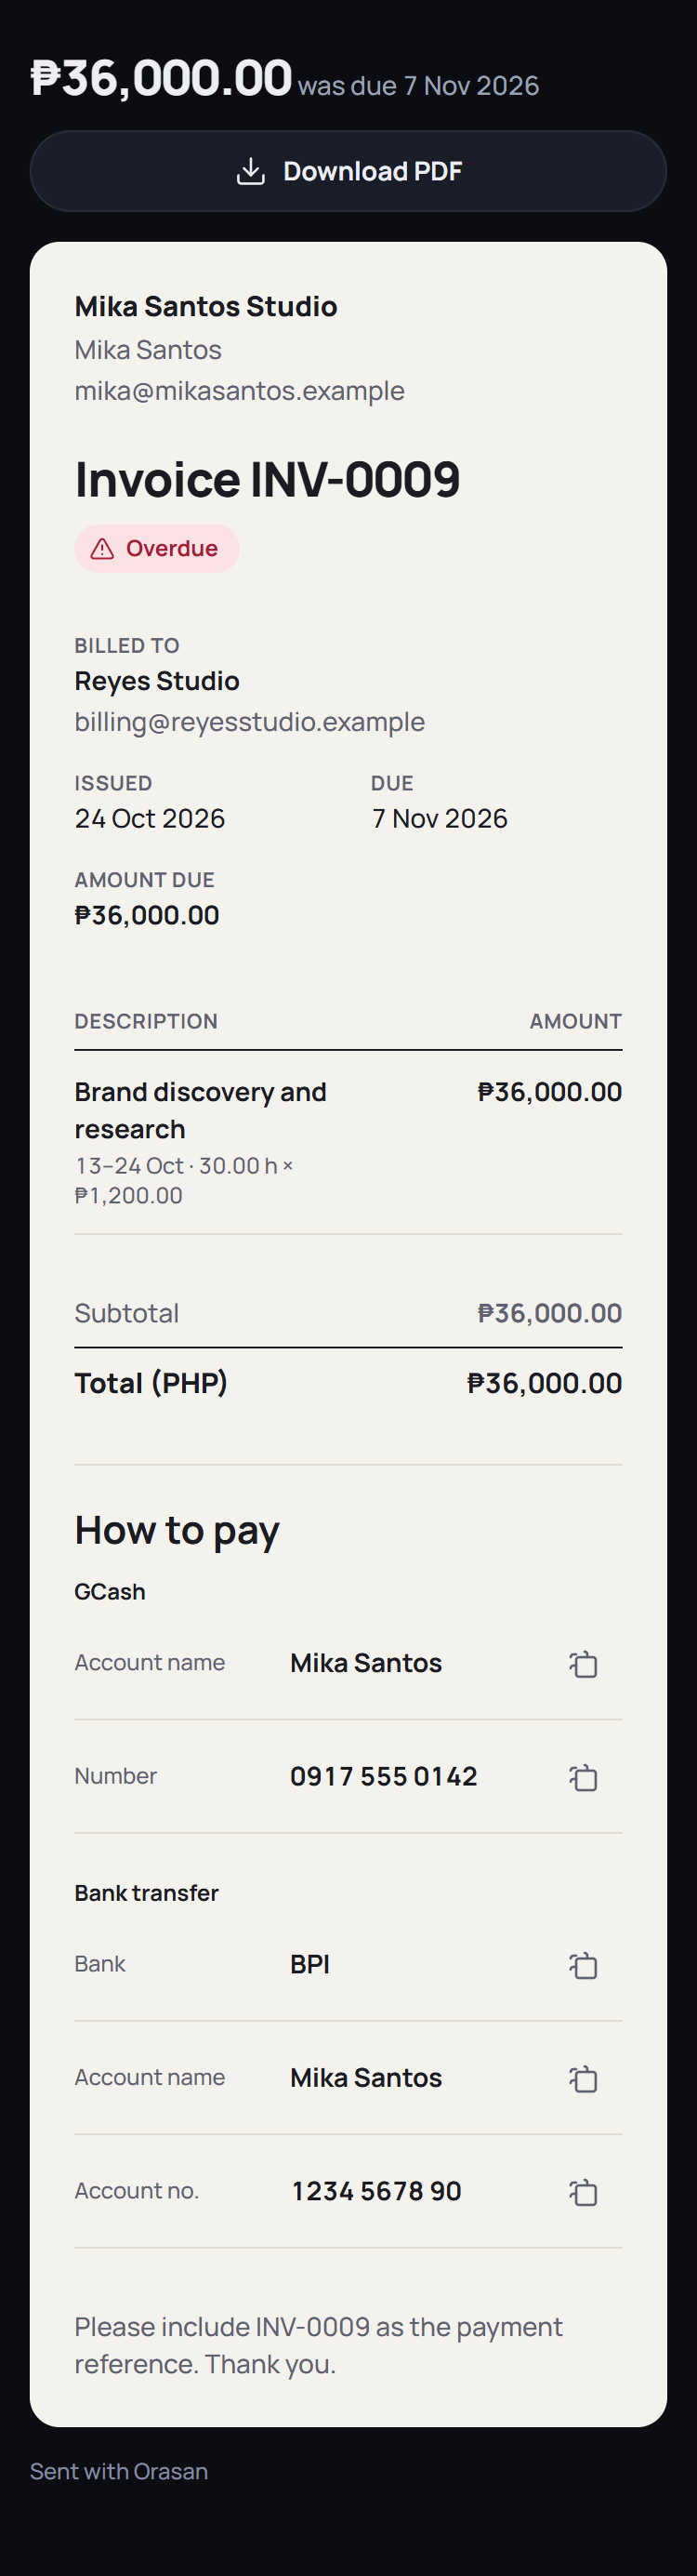 ₱36,000.00 was due 7 Nov 2026
Download PDF
Mika Santos Studio
Mika Santos
mika@mikasantos.example
Invoice INV-0009
Overdue
BILLED TO
Reyes Studio
billing@reyesstudio.example
ISSUED DUE
24 Oct 2026 7 Nov 2026
AMOUNT DUE
₱36,000.00
DESCRIPTION AMOUNT
Brand discovery and ₱36,000.00
research
13–24 Oct · 30.00 h ×
₱1,200.00
Subtotal ₱36,000.00
Total (PHP) ₱36,000.00
How to pay
GCash
Account name Mika Santos
Number 0917 555 0142
Bank transfer
Bank BPI
Account name Mika Santos
Account no. 1234 5678 90
Please include INV-0009 as the payment
reference. Thank you.
Sent with Orasan